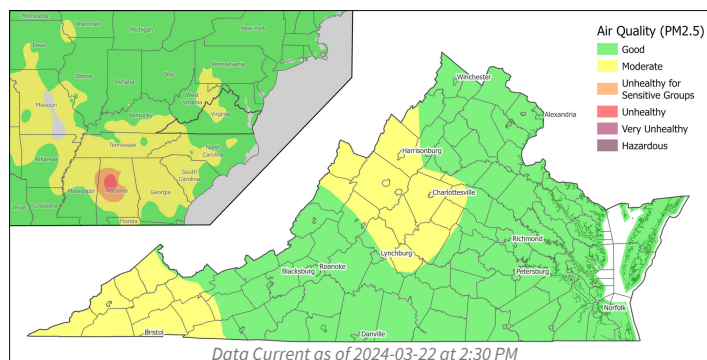 Minnesota
Wisconsin
Michigan
New York
Iowa
Illinois
Indiana
Ohio
Pennsylvania
Missouri
West
Virginia
Virginia
Kentucky
Tennessee
North
Carolina
Arkansas
South
Carolina
Mississippi
Alabama
Georgia
Texas
Louisiana
Florida
Air Quality (PM2.5)
Good
Moderate
Unhealthy for
Sensitive Groups
Unhealthy
Very Unhealthy
Hazardous
Winchester
Alexandria
Harrisonburg
Charlottesville
Richmond
Lynchburg
Roanoke
Blacksburg
Petersburg
Norfolk
Bristol
Danville
Data Current as of 2024-03-22 at 2:30 PM